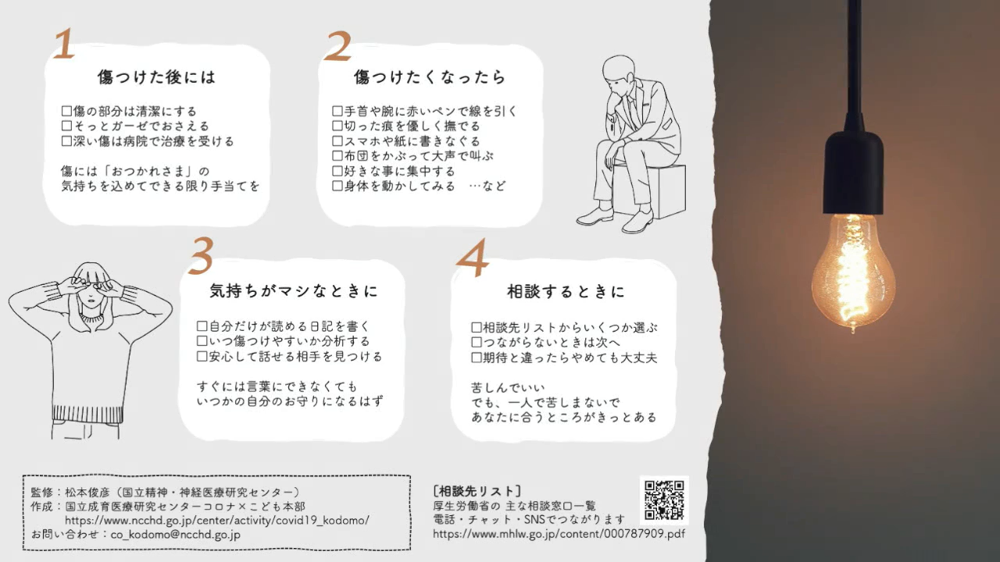 1
傷つけた後には
□傷の部分は清潔にする
□そっとガーゼでおさえる
□深い傷は病院で治療を受ける
傷には「おつかれさま」の
気持ちを込めてできる限り手当てを
2
傷つけたくなったら
□手首や腕に赤いペンで線を引く
□切った痕を優しく撫でる
□スマホや紙に書きなぐる
□布団をかぶって大声で叫ぶ
□好きな事に集中する
□身体を動かしてみる　…など
3
気持ちがマシなときに
□自分だけが読める日記を書く
□いつ傷つけやすいか分析する
□安心して話せる相手を見つける
すぐには言葉にできなくても
いつかの自分のお守りになるはず
4
相談するときに
□相談先リストからいくつか選ぶ
□つながらないときは次へ
□期待と違ったらやめても大丈夫
苦しんでいい
でも、一人で苦しまないで
あなたに合うところがきっとある
監修：松本俊彦（国立精神・神経医療研究センター）
作成：国立成育医療研究センターコロナ×こども本部
https://www.ncchd.go.jp/center/activity/covid19_kodomo/
お問い合わせ：co_kodomo@ncchd.go.jp
[相談先リスト]
厚生労働省の 主な相談窓口一覧
電話・チャット・SNSでつながります
https://www.mhlw.go.jp/content/000787909.pdf